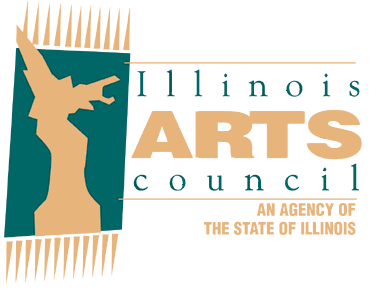 Illinois
ARTS
council
AN AGENCY OF
THE STATE OF ILLINOIS